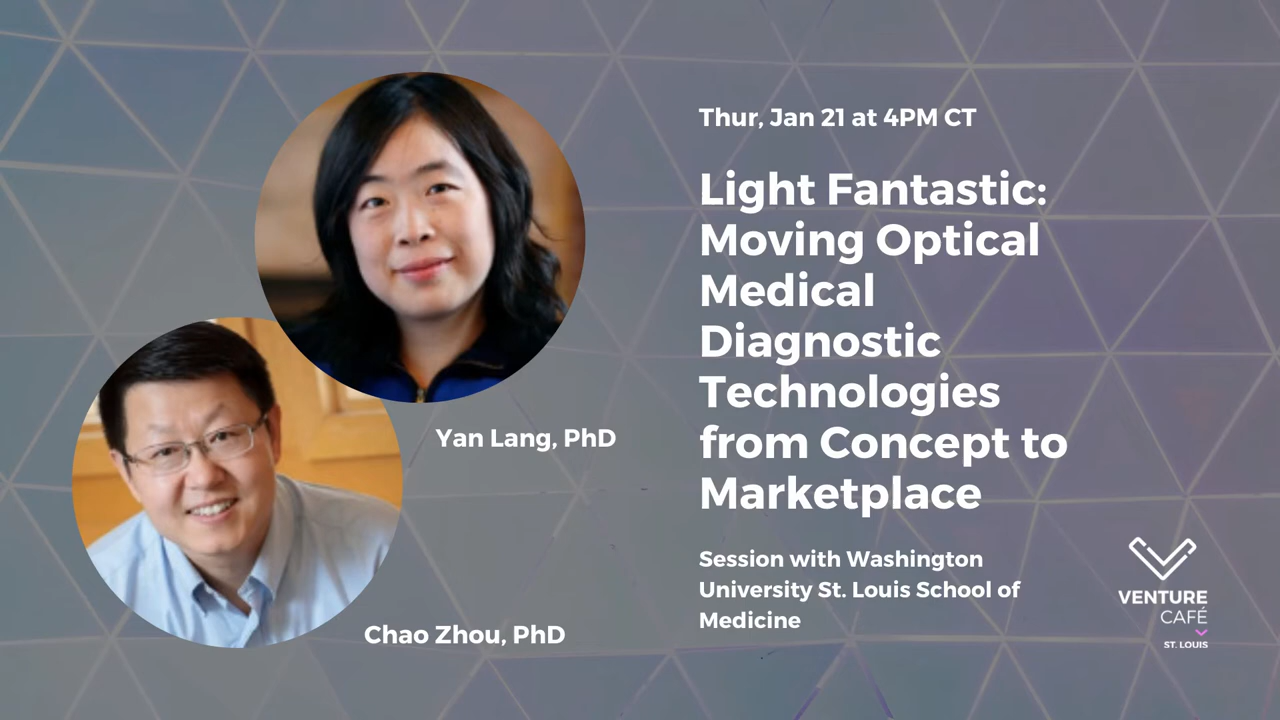 Thur, Jan 21 at 4PM CT
Light Fantastic:
Moving Optical
Medical
Diagnostic
Technologies
from Concept to
Marketplace
Session with Washington
University St. Louis School of
Medicine
Yan Lang, PhD
Chao Zhou, PhD
VENTURE
CAFÉ
ST. LOUIS